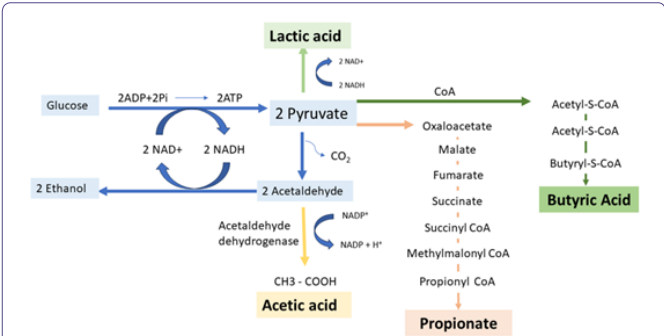 Lactic acid
2 NAD+
2 NADH
2ADP+2Pi
2ATP
CoA
Glucose
2 Pyruvate
Acetyl-S-CoA
Oxaloacetate
Acetyl-S-CoA
2 NAD+
2 NADH
CO2
Malate
Butyryl-S-CoA
Fumarate
2 Ethanol
2 Acetaldehyde
Succinate
Butyric Acid
NADP+
Acetaldehyde
dehydrogenase
Succinyl CoA
NADP + H+
Methylmalonyl CoA
CH3 - COOH
Propionyl CoA
Acetic acid
Propionate